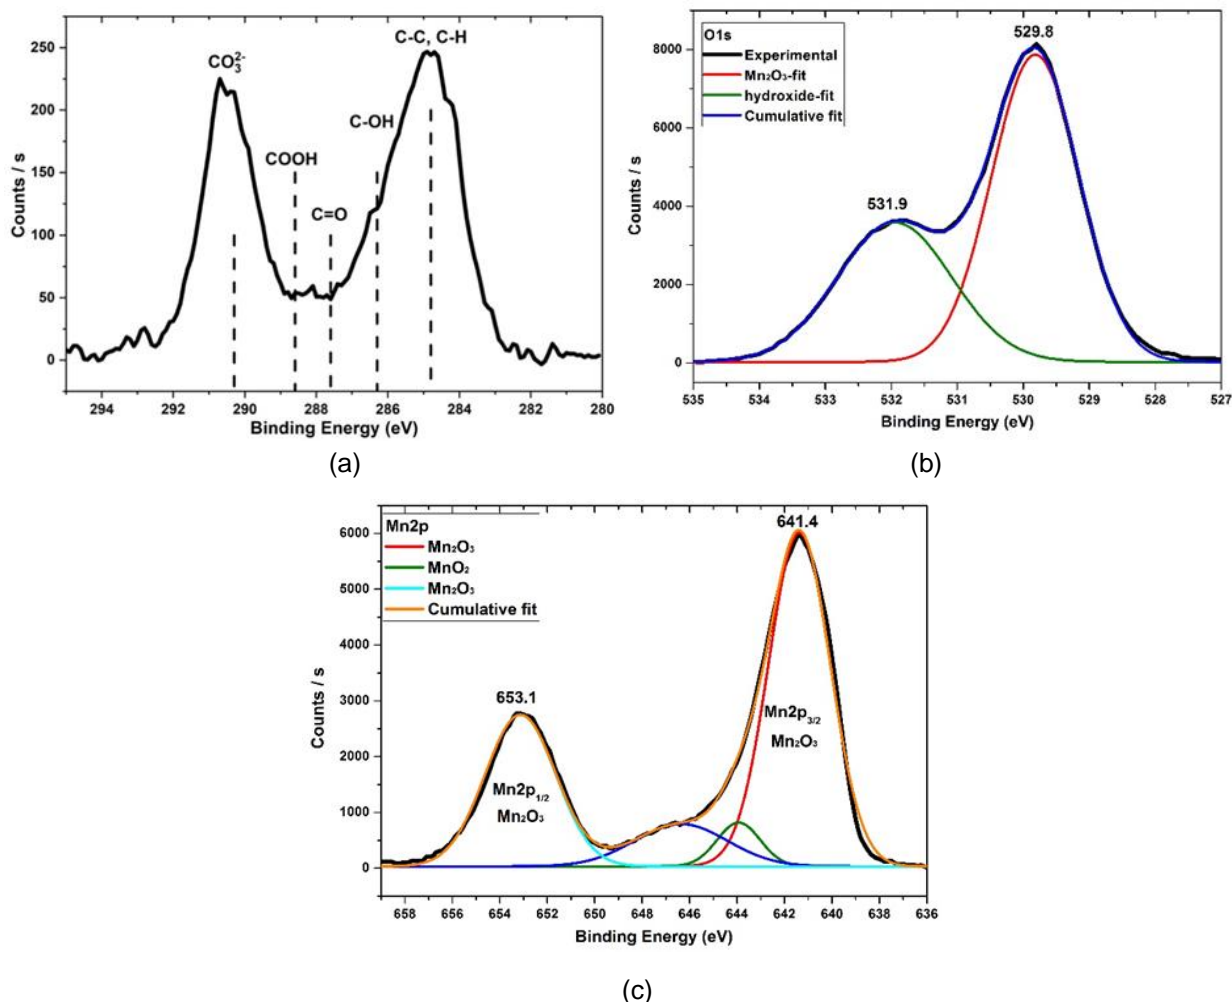 CO₃²⁻
C-C, C-H
C-OH
COOH
C=O
250
200
150
100
50
0
Counts / s
294 292 290 288 286 284 282 280
Binding Energy (eV)
(a)
O1s
Experimental
Mn₂O₃-fit
hydroxide-fit
Cumulative fit
529.8
531.9
8000
6000
4000
2000
0
Counts / s
535 534 533 532 531 530 529 528 527
Binding Energy (eV)
(b)
Mn2p
Mn₂O₃
MnO₂
Mn₂O₃
Cumulative fit
641.4
653.1
Mn2p₃/₂
Mn₂O₃
Mn2p₁/₂
Mn₂O₃
6000
5000
4000
3000
2000
1000
0
Counts / s
658 656 654 652 650 648 646 644 642 640 638 636
Binding Energy (eV)
(c)